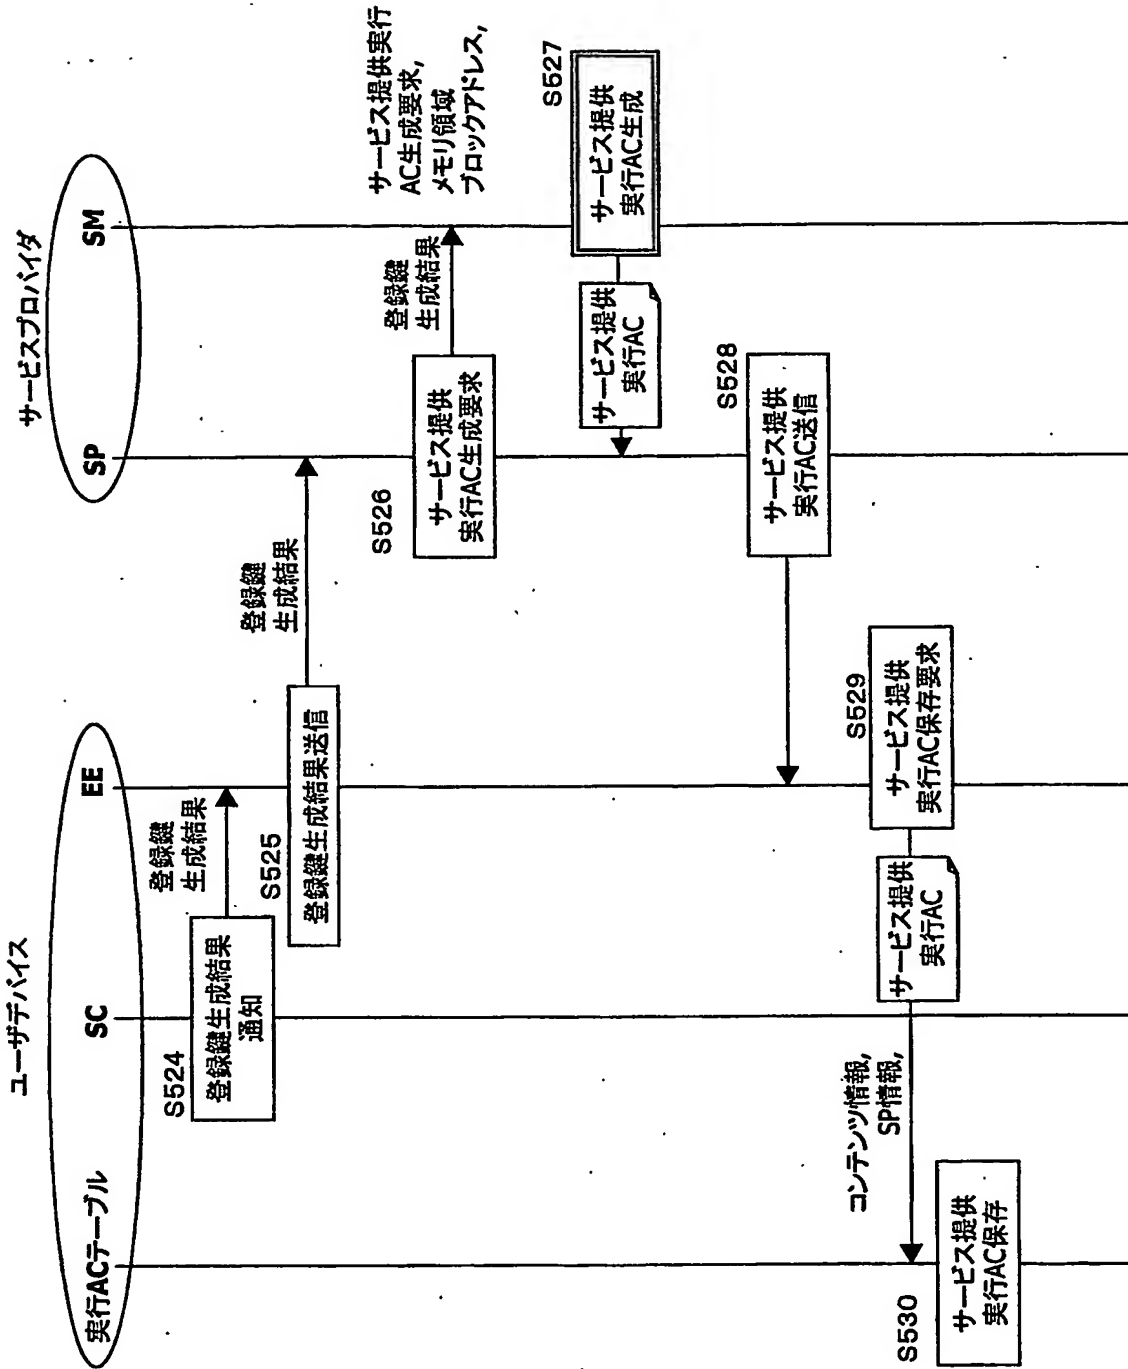 ユーザデバイス
サービスプロバイダ
実行ACテーブル
SC
EE
SP
SM
S524
登録鍵生成結果
通知
登録鍵
生成結果
S525
登録鍵生成結果送信
登録鍵
生成結果
S526
サービス提供
実行AC生成要求
登録鍵
生成結果
サービス提供実行
AC生成要求,
メモリ領域
ブロックアドレス,
S527
サービス提供
実行AC生成
サービス提供
実行AC
S528
サービス提供
実行AC送信
S529
サービス提供
実行AC保存要求
サービス提供
実行AC
コンテンツ情報,
SP情報,
S530
サービス提供
実行AC保存